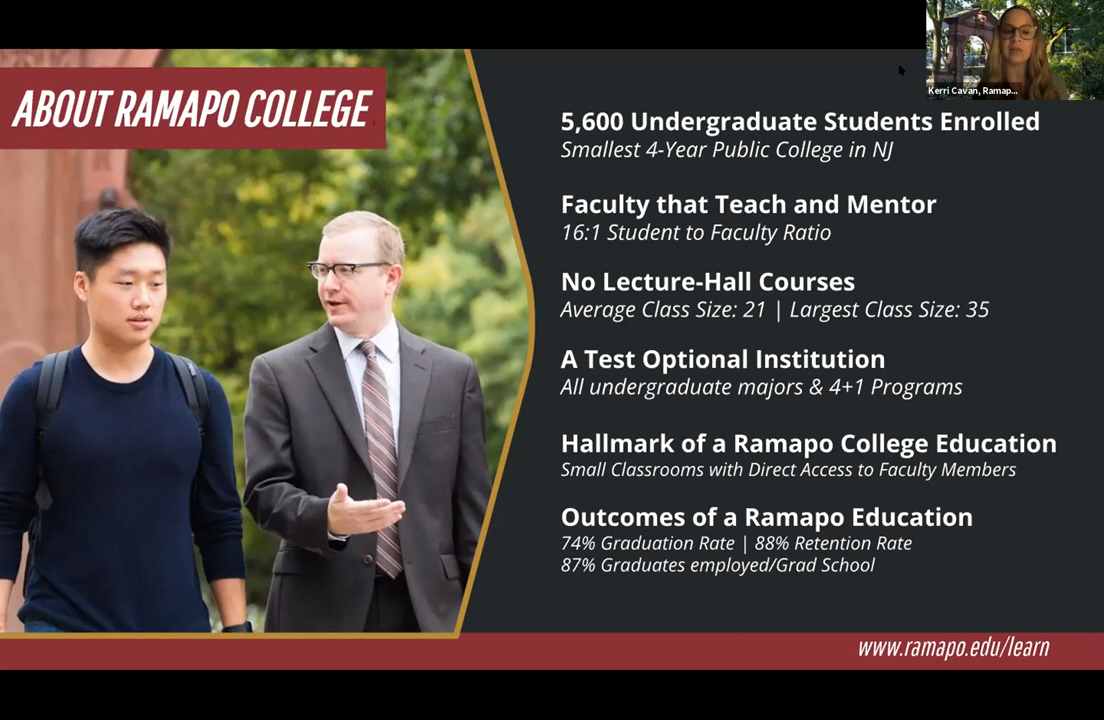 Kerri Cavan, Ramap...
ABOUT RAMAPO COLLEGE
5,600 Undergraduate Students Enrolled
Smallest 4-Year Public College in NJ
Faculty that Teach and Mentor
16:1 Student to Faculty Ratio
No Lecture-Hall Courses
Average Class Size: 21 | Largest Class Size: 35
A Test Optional Institution
All undergraduate majors & 4+1 Programs
Hallmark of a Ramapo College Education
Small Classrooms with Direct Access to Faculty Members
Outcomes of a Ramapo Education
74% Graduation Rate | 88% Retention Rate
87% Graduates employed/Grad School
www.ramapo.edu/learn